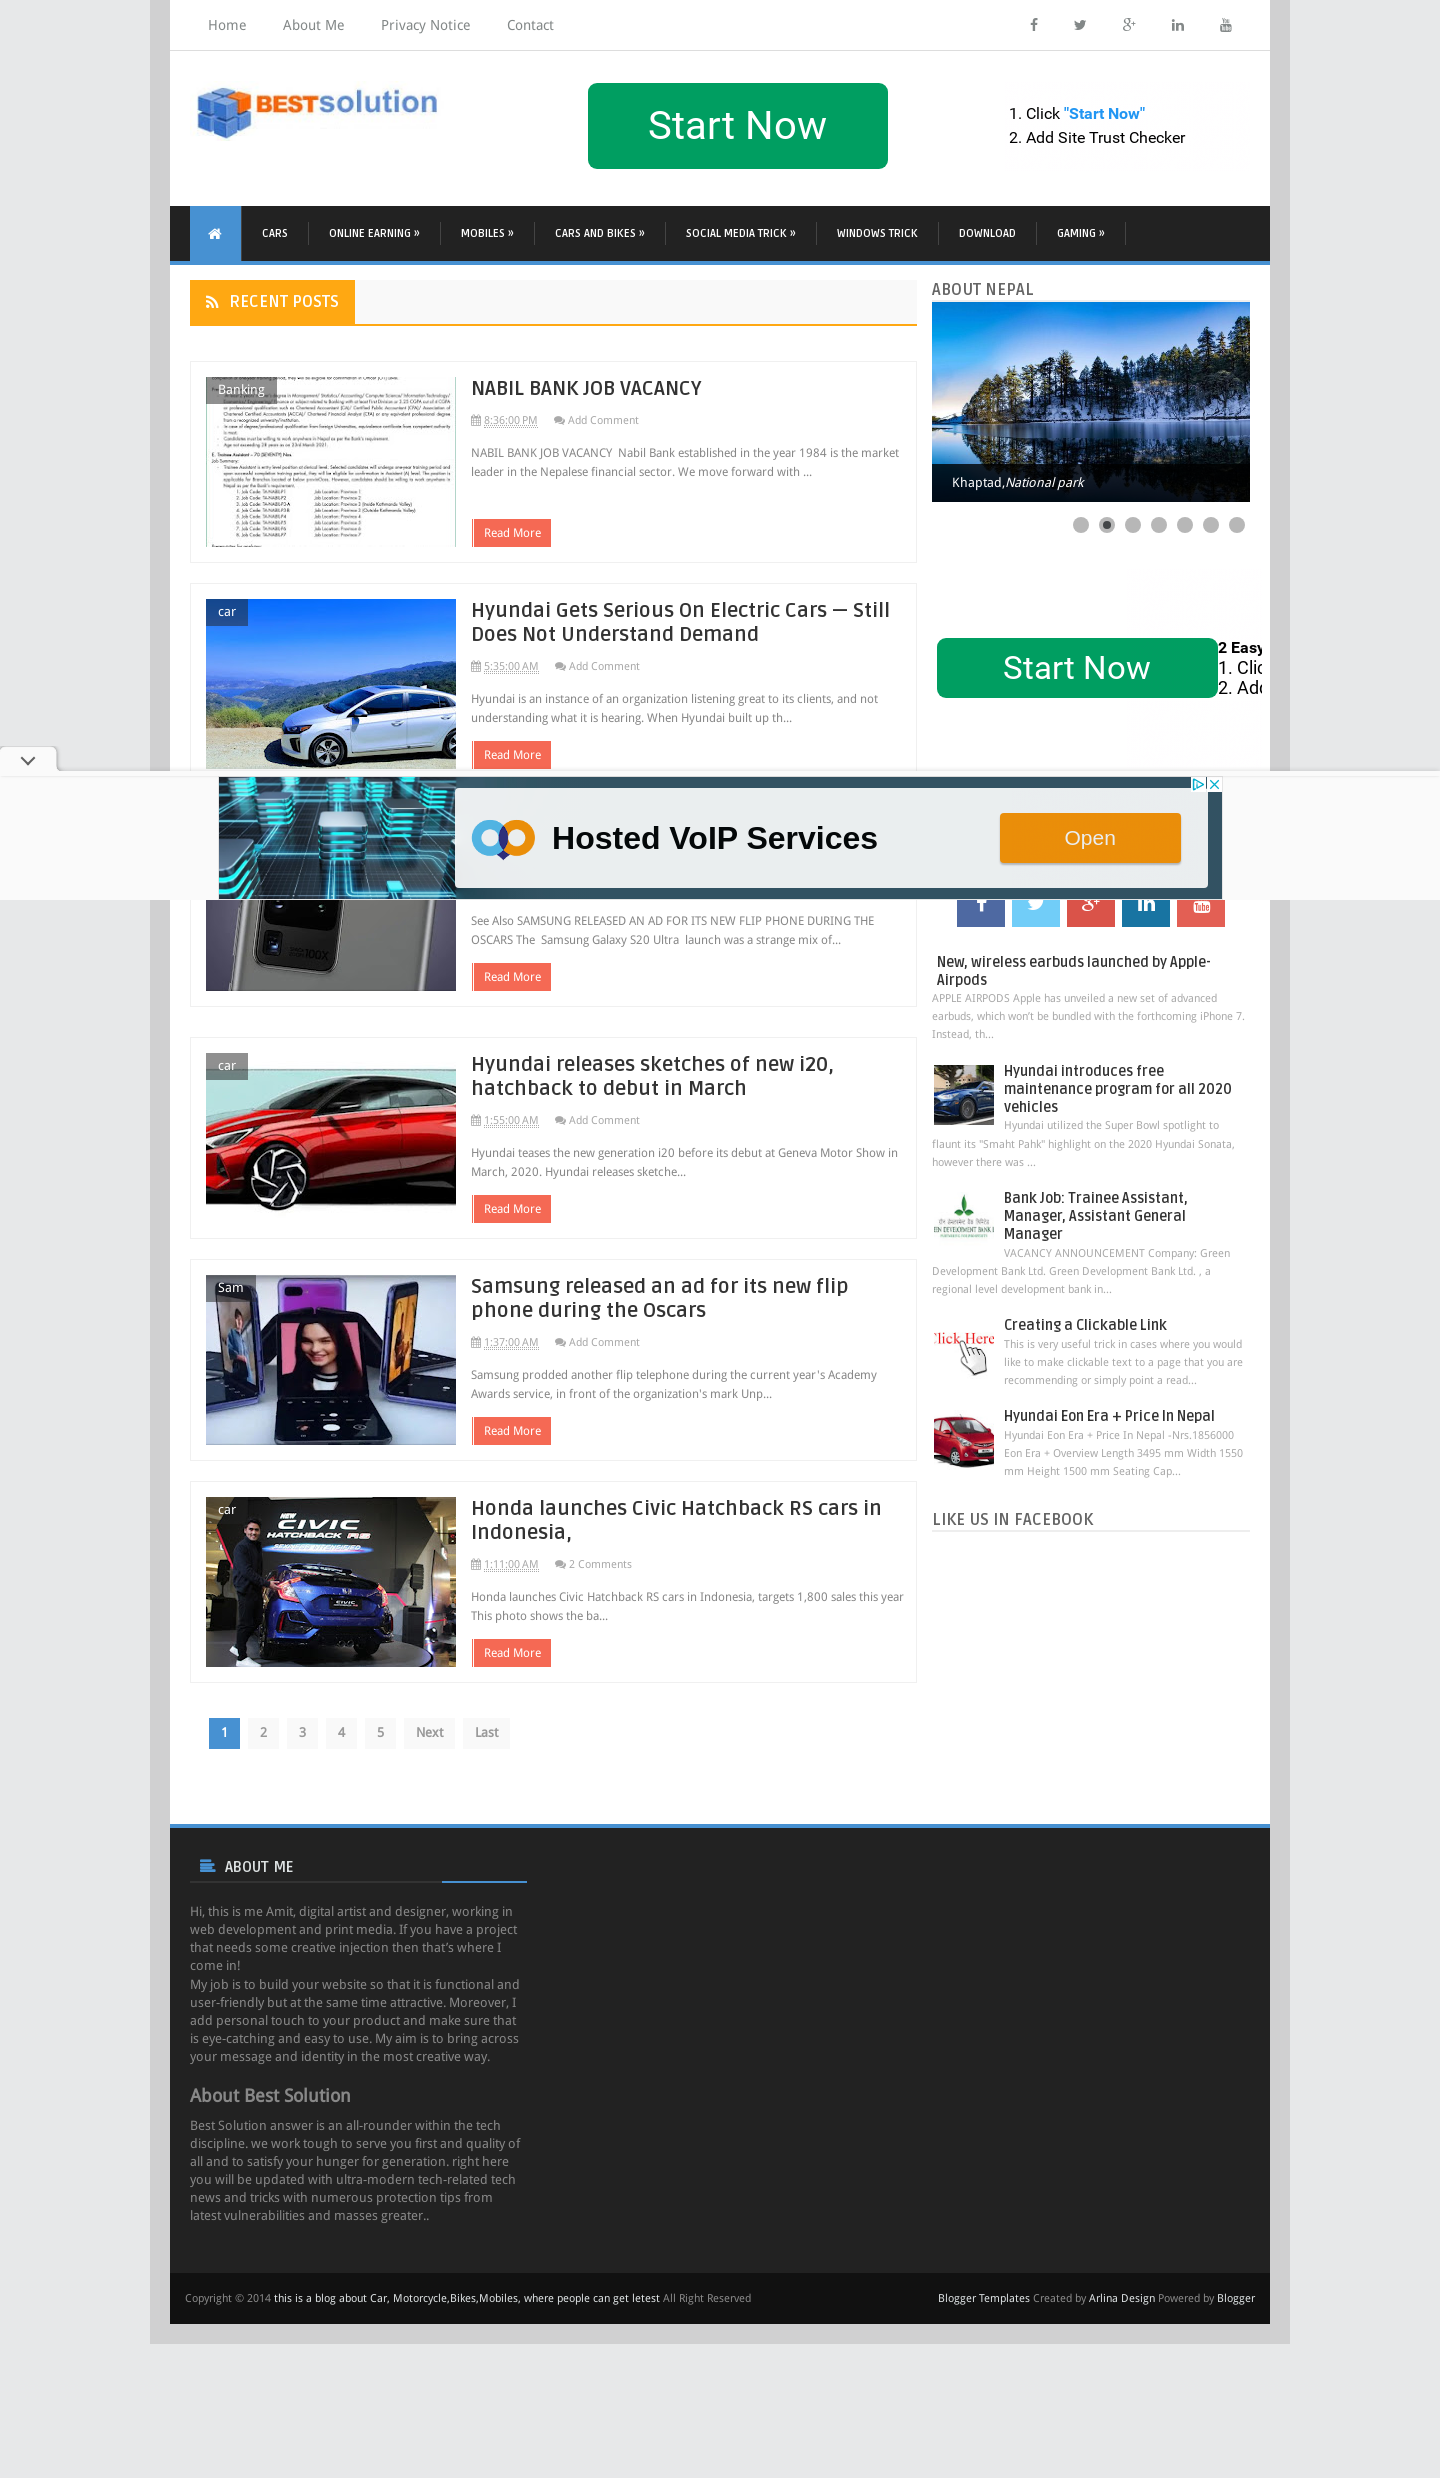 Home
About Me
Privacy Notice
Contact
BESTsolution
Start Now
1. Click "Start Now"
2. Add Site Trust Checker
CARS
ONLINE EARNING »
MOBILES »
CARS AND BIKES »
SOCIAL MEDIA TRICK »
WINDOWS TRICK
DOWNLOAD
GAMING »
RECENT POSTS
Banking
NABIL BANK JOB VACANCY
8:36:00 PM
Add Comment
NABIL BANK JOB VACANCY  Nabil Bank established in the year 1984 is the market
leader in the Nepalese financial sector. We move forward with ...
Read More
car
Hyundai Gets Serious On Electric Cars — Still
Does Not Understand Demand
5:35:00 AM
Add Comment
Hyundai is an instance of an organization listening great to its clients, and not
understanding what it is hearing. When Hyundai built up th...
Read More
See Also SAMSUNG RELEASED AN AD FOR ITS NEW FLIP PHONE DURING THE
OSCARS The  Samsung Galaxy S20 Ultra  launch was a strange mix of...
Read More
car
Hyundai releases sketches of new i20,
hatchback to debut in March
1:55:00 AM
Add Comment
Hyundai teases the new generation i20 before its debut at Geneva Motor Show in
March, 2020. Hyundai releases sketche...
Read More
Sam
Samsung released an ad for its new flip
phone during the Oscars
1:37:00 AM
Add Comment
Samsung prodded another flip telephone during the current year's Academy
Awards service, in front of the organization's mark Unp...
Read More
car
NEW CIVIC
HATCHBACK RS
CIVIC
Honda launches Civic Hatchback RS cars in
Indonesia,
1:11:00 AM
2 Comments
Honda launches Civic Hatchback RS cars in Indonesia, targets 1,800 sales this year
This photo shows the ba...
Read More
1 2 3 4 5 Next Last
ABOUT NEPAL
Khaptad,National park
Start Now
2 Easy
1. Clic
2. Add
Hosted VoIP Services
Open
New, wireless earbuds launched by Apple-
Airpods
APPLE AIRPODS Apple has unveiled a new set of advanced
earbuds, which won't be bundled with the forthcoming iPhone 7.
Instead, th...
Hyundai introduces free
maintenance program for all 2020
vehicles
Hyundai utilized the Super Bowl spotlight to
flaunt its "Smaht Pahk" highlight on the 2020 Hyundai Sonata,
however there was ...
Bank Job: Trainee Assistant,
Manager, Assistant General
Manager
VACANCY ANNOUNCEMENT Company: Green
Development Bank Ltd. Green Development Bank Ltd. , a
regional level development bank in...
Creating a Clickable Link
This is very useful trick in cases where you would
like to make clickable text to a page that you are
recommending or simply point a read...
Hyundai Eon Era + Price In Nepal
Hyundai Eon Era + Price In Nepal -Nrs.1856000
Eon Era + Overview Length 3495 mm Width 1550
mm Height 1500 mm Seating Cap...
LIKE US IN FACEBOOK
ABOUT ME
Hi, this is me Amit, digital artist and designer, working in
web development and print media. If you have a project
that needs some creative injection then that's where I
come in!
My job is to build your website so that it is functional and
user-friendly but at the same time attractive. Moreover, I
add personal touch to your product and make sure that
is eye-catching and easy to use. My aim is to bring across
your message and identity in the most creative way.
About Best Solution
Best Solution answer is an all-rounder within the tech
discipline. we work tough to serve you first and quality of
all and to satisfy your hunger for generation. right here
you will be updated with ultra-modern tech-related tech
news and tricks with numerous protection tips from
latest vulnerabilities and masses greater..
Copyright © 2014 this is a blog about Car, Motorcycle,Bikes,Mobiles, where people can get letest All Right Reserved
Blogger Templates Created by Arlina Design Powered by Blogger